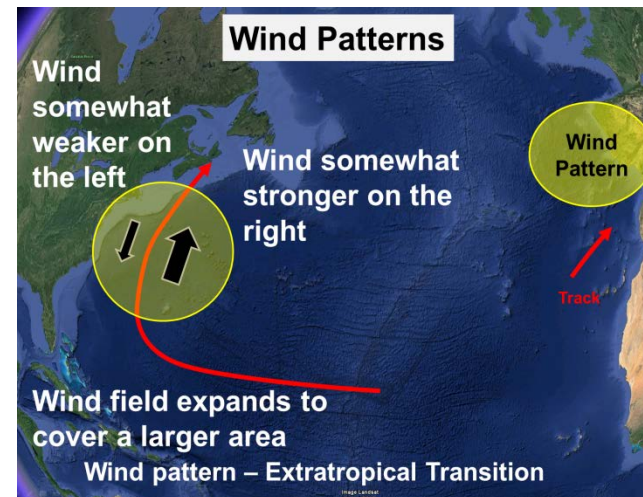 Wind Patterns
Wind
somewhat
weaker on
the left
Wind somewhat
stronger on the
right
Wind
Pattern
Track
Wind field expands to
cover a larger area
Wind pattern – Extratropical Transition
Image Landsat